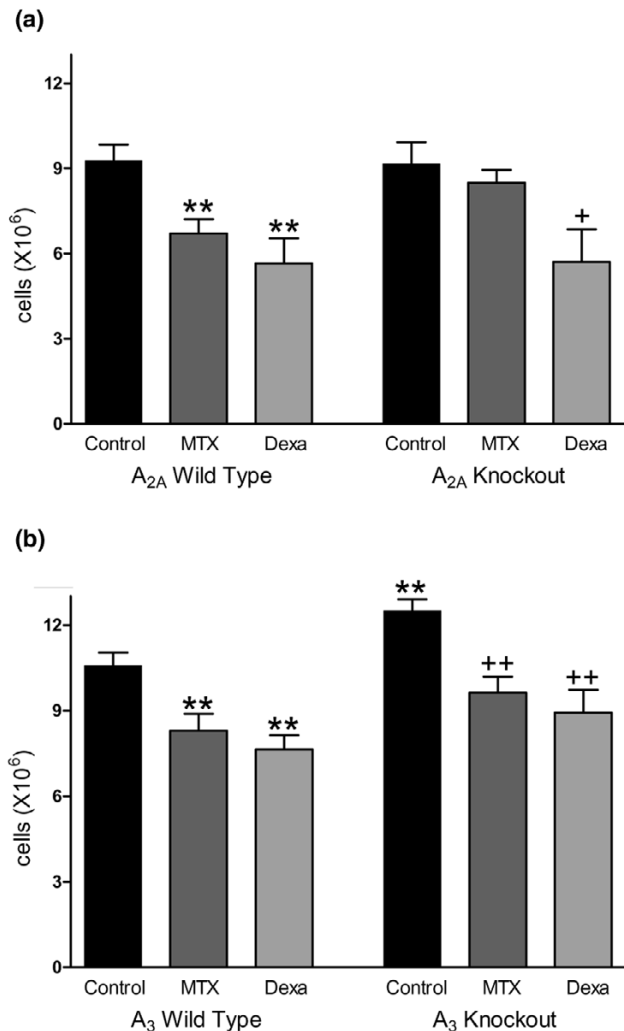 (a)
cells (X10⁶)
12
9
6
3
0
** ** +
Control MTX Dexa Control MTX Dexa
A₂A Wild Type A₂A Knockout
(b)
cells (X10⁶)
12
9
6
3
0
** ** ** ++ ++
Control MTX Dexa Control MTX Dexa
A₃ Wild Type A₃ Knockout